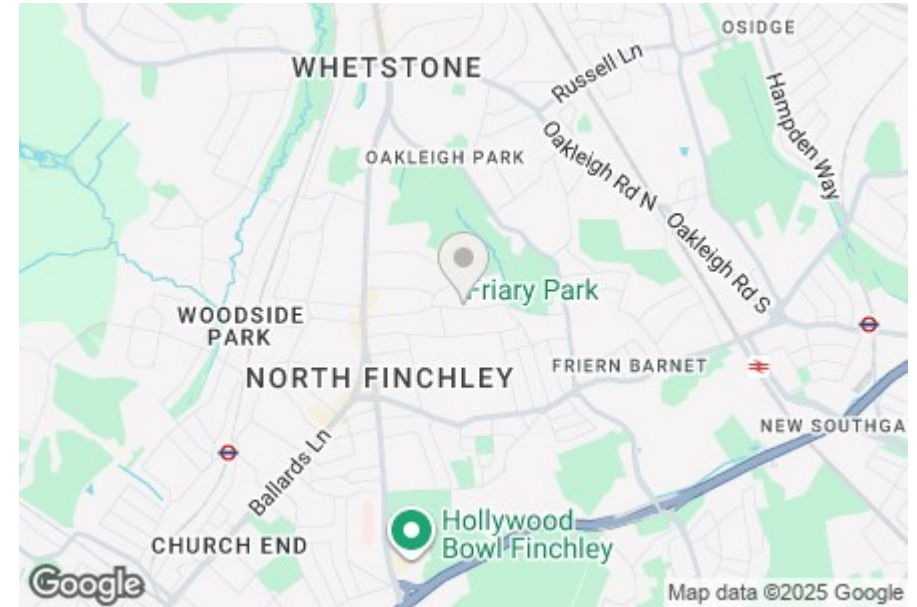 OSIDGE
WHETSTONE
Russell Ln
Hampden Way
OAKLEIGH PARK
Oakleigh Rd N
Oakleigh Rd S
Friary Park
WOODSIDE
PARK
NORTH FINCHLEY
FRIERN BARNET
NEW SOUTHGA
Ballards Ln
Hollywood
Bowl Finchley
CHURCH END
Google
Map data ©2025 Google